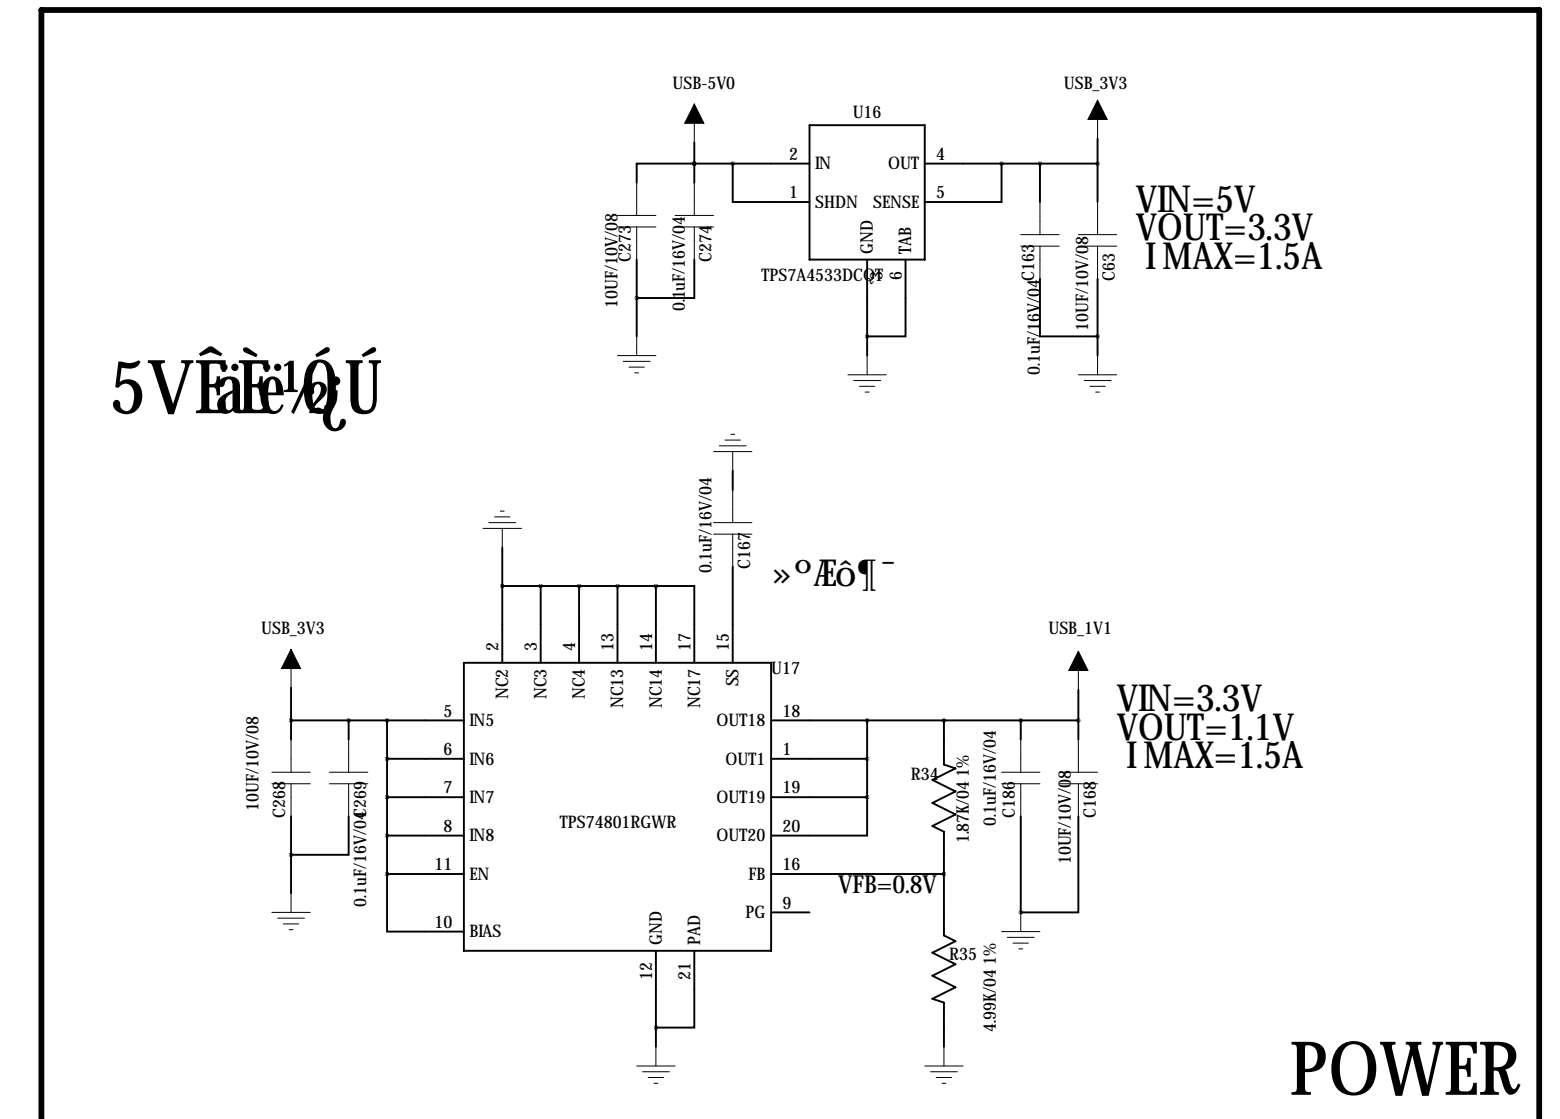 USB-5V0
USB_3V3
U16
2
IN
OUT
4
1
SHDN
SENSE
5
GND
TAB
TPS7A4533DCQT
6
10UF/10V/08
C273
0.1uF/16V/04
C274
C163
0.1uF/16V/04
10UF/10V/08
C63
VIN=5V
VOUT=3.3V
I MAX=1.5A
0.1uF/16V/04
C167
»ºÆô¶¯
USB_3V3
USB_1V1
2
3
4
13
14
17
15
U17
NC2
NC3
NC4
NC13
NC14
NC17
SS
5
IN5
OUT18
18
6
IN6
OUT1
1
7
IN7
OUT19
19
8
IN8
OUT20
20
11
EN
FB
16
PG
9
10
BIAS
TPS74801RGWR
GND
PAD
12
21
10UF/10V/08
C268
C269
0.1uF/16V/04
R34
1.87K/04 1%
0.1uF/16V/04
C186
10UF/10V/08
C168
VFB=0.8V
R35
4.99K/04 1%
VIN=3.3V
VOUT=1.1V
I MAX=1.5A
POWER